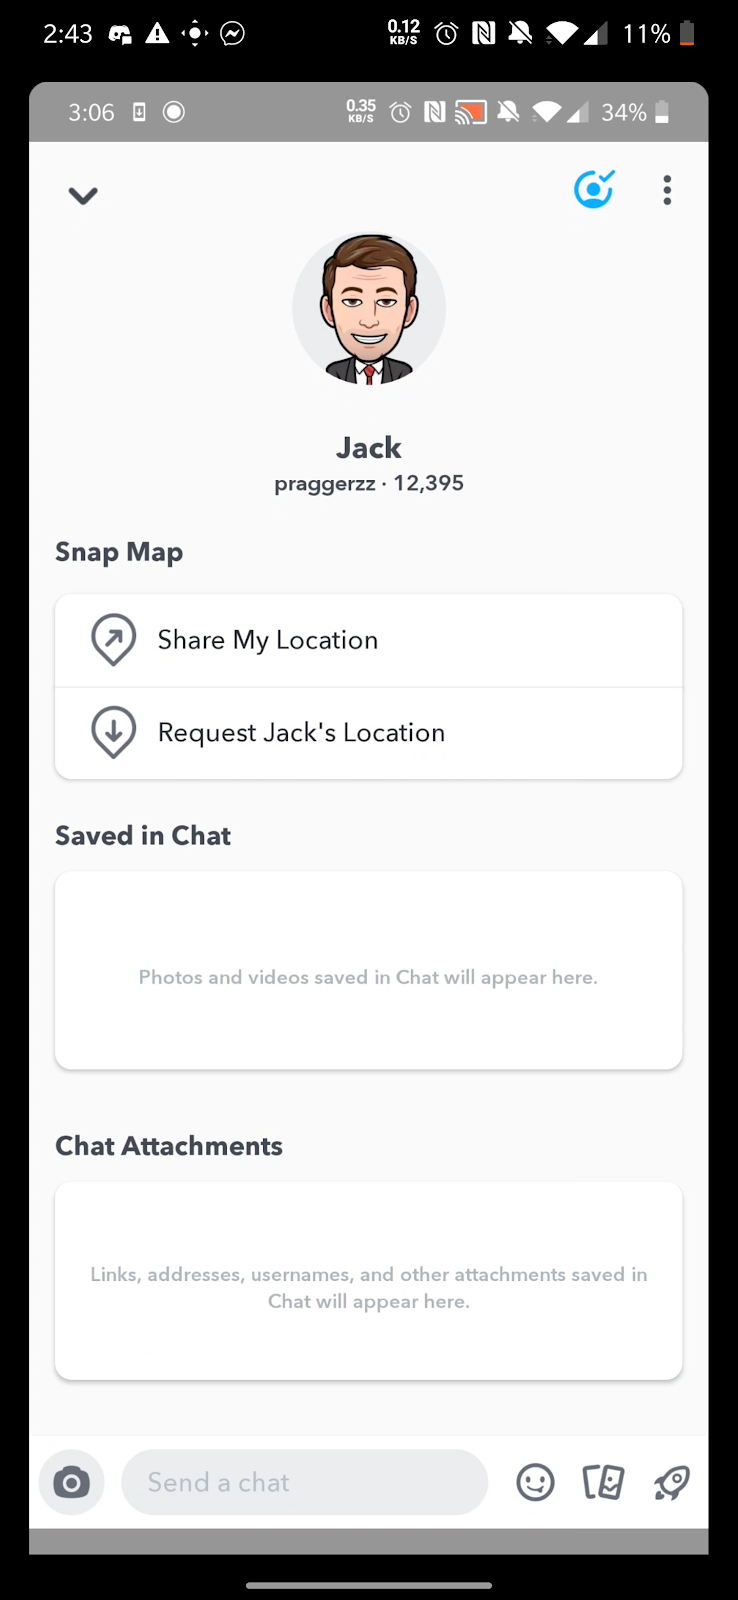 2:43
0.12
KB/S
11%
3:06
0.35
KB/S
34%
Jack
praggerzz · 12,395
Snap Map
Share My Location
Request Jack's Location
Saved in Chat
Photos and videos saved in Chat will appear here.
Chat Attachments
Links, addresses, usernames, and other attachments saved in
Chat will appear here.
Send a chat